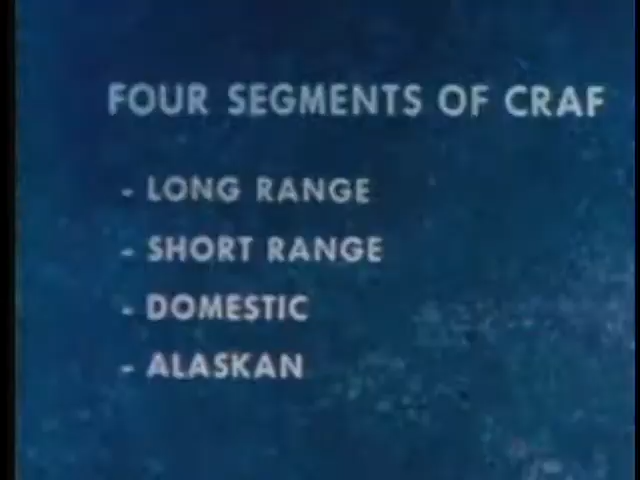 FOUR SEGMENTS OF CRAF
- LONG RANGE
- SHORT RANGE
- DOMESTIC
- ALASKAN